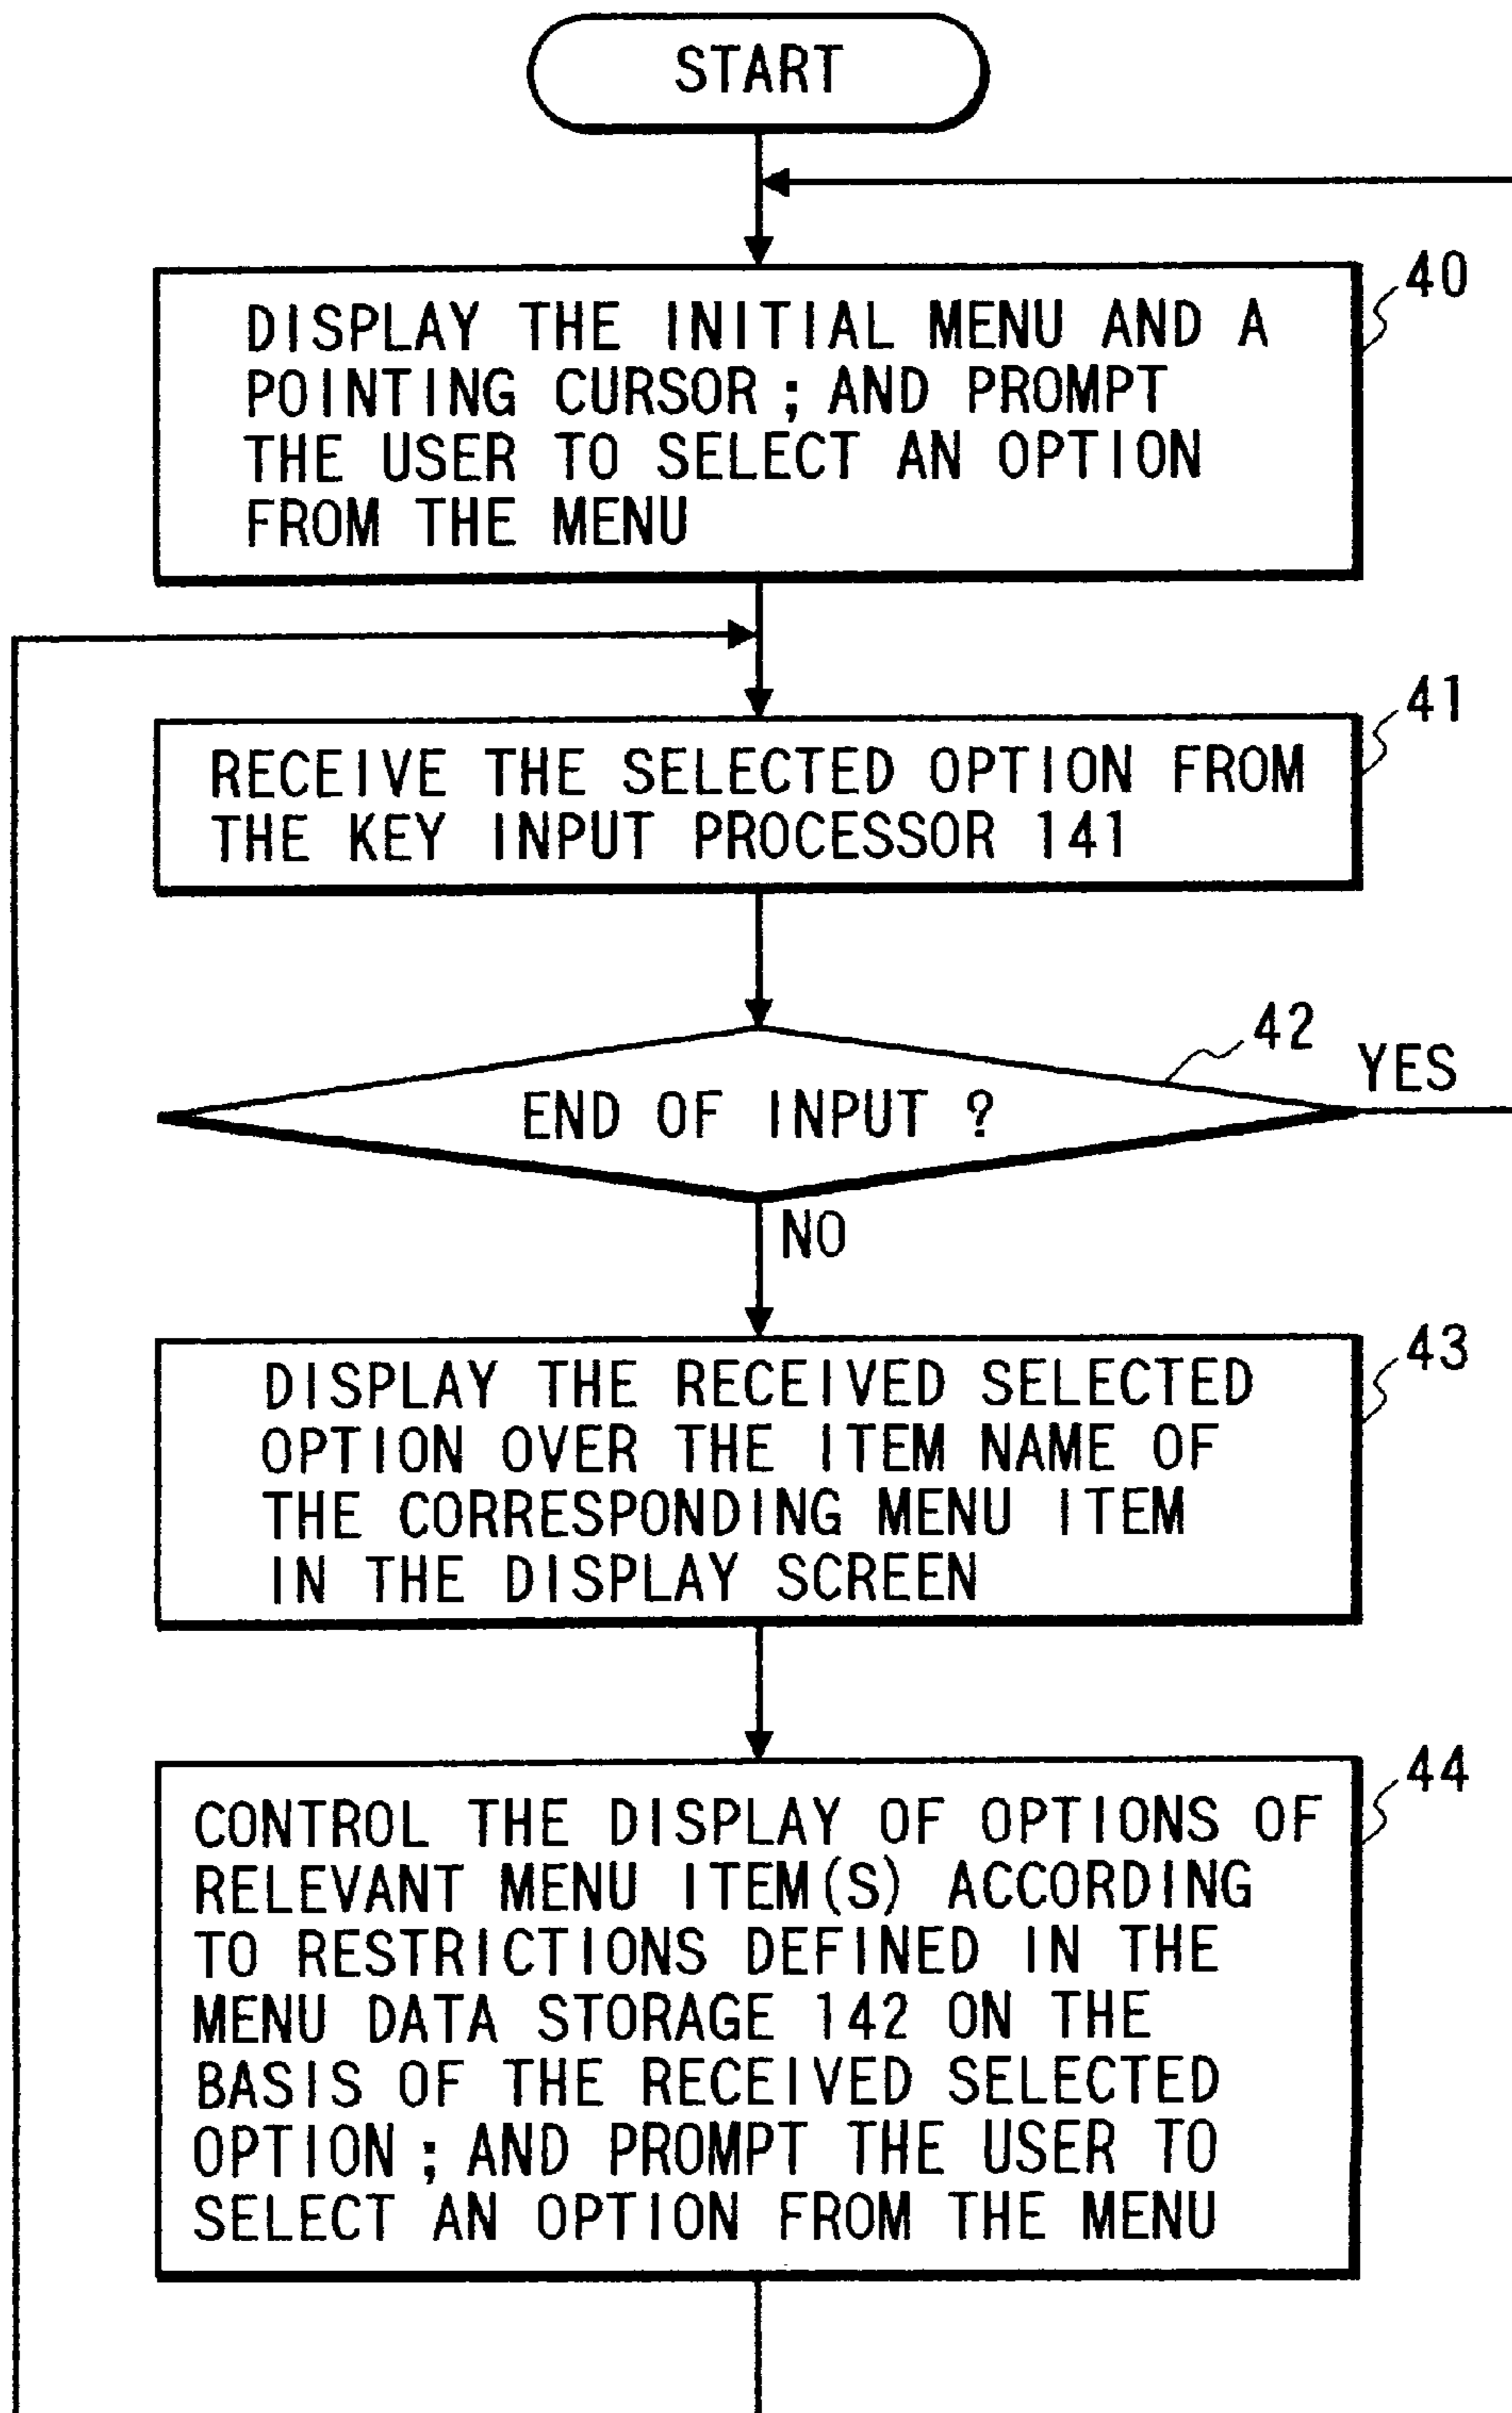 START
40
DISPLAY THE INITIAL MENU AND A
POINTING CURSOR; AND PROMPT
THE USER TO SELECT AN OPTION
FROM THE MENU
41
RECEIVE THE SELECTED OPTION FROM
THE KEY INPUT PROCESSOR 141
42
YES
END OF INPUT ?
NO
43
DISPLAY THE RECEIVED SELECTED
OPTION OVER THE ITEM NAME OF
THE CORRESPONDING MENU ITEM
IN THE DISPLAY SCREEN
44
CONTROL THE DISPLAY OF OPTIONS OF
RELEVANT MENU ITEM(S) ACCORDING
TO RESTRICTIONS DEFINED IN THE
MENU DATA STORAGE 142 ON THE
BASIS OF THE RECEIVED SELECTED
OPTION; AND PROMPT THE USER TO
SELECT AN OPTION FROM THE MENU